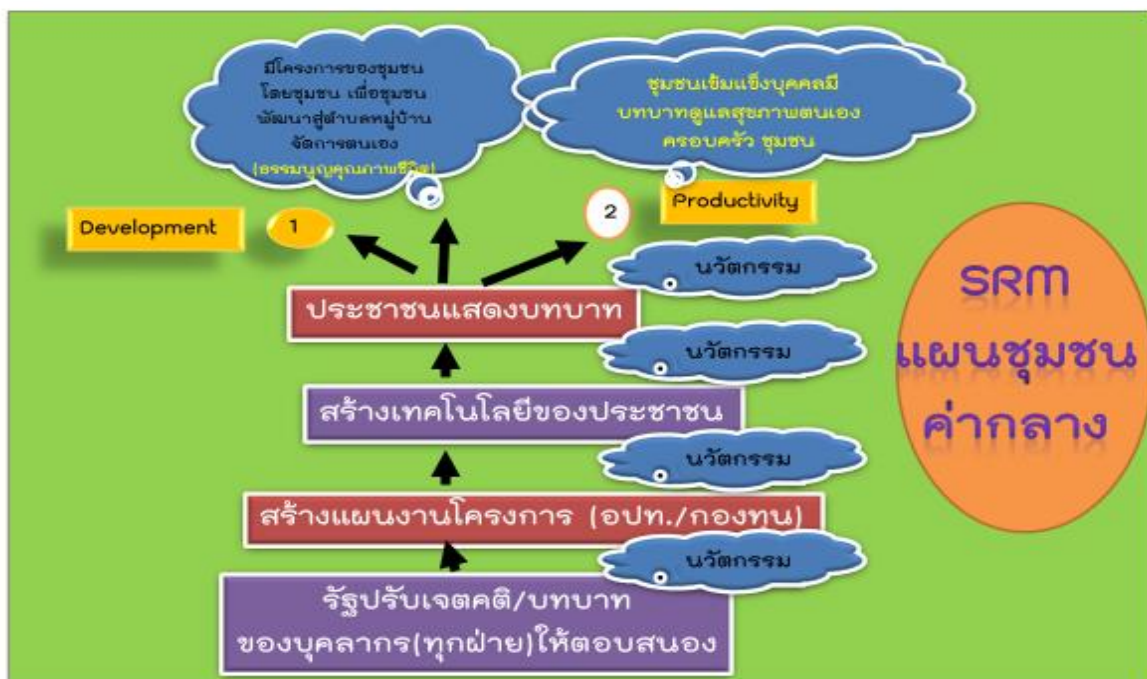 มีโครงการของชุมชน
โดยชุมชน เพื่อชุมชน
พัฒนาสู่ตำบลหมู่บ้าน
จัดการตนเอง
(ธรรมนูญคุณภาพชีวิต)
ชุมชนเข้มแข็งบุคคลมี
บทบาทดูแลสุขภาพตนเอง
ครอบครัว ชุมชน
Development
1
2
Productivity
นวัตกรรม
ประชาชนแสดงบทบาท
นวัตกรรม
สร้างเทคโนโลยีของประชาชน
นวัตกรรม
สร้างแผนงานโครงการ (อปท./กองทุน)
นวัตกรรม
รัฐปรับเจตคติ/บทบาท
ของบุคลากร(ทุกฝ่าย)ให้ตอบสนอง
SRM
แผนชุมชน
ค่ากลาง